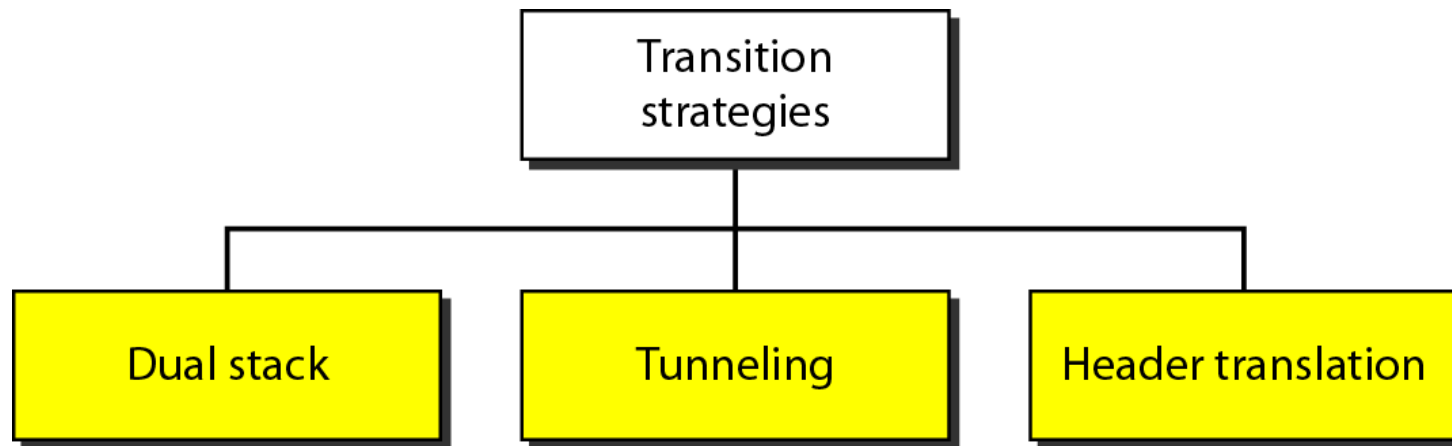 Transition
strategies
Dual stack
Tunneling
Header translation